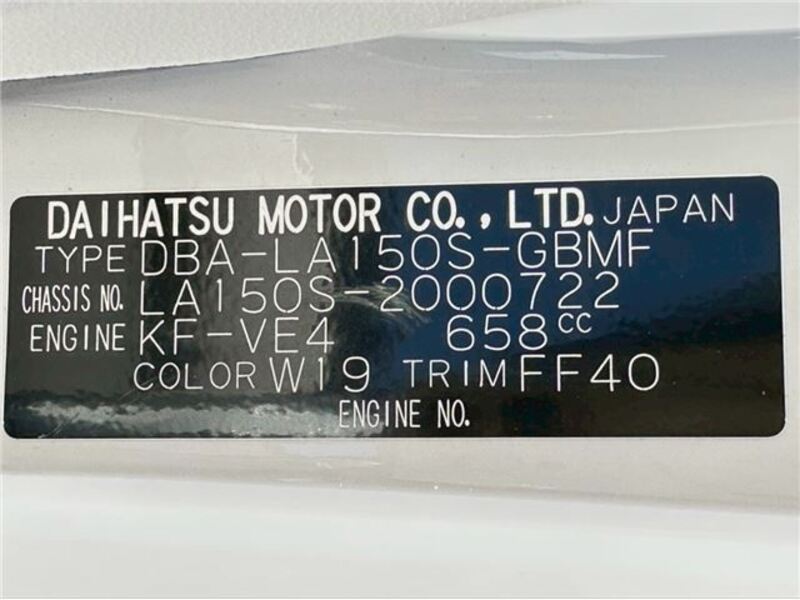 DAIHATSU MOTOR CO., LTD. JAPAN
TYPE DBA-LA150S-GBMF
CHASSIS NO. LA150S-2000722
ENGINE KF-VE4 658CC
COLOR W19 TRIM FF40
ENGINE NO.